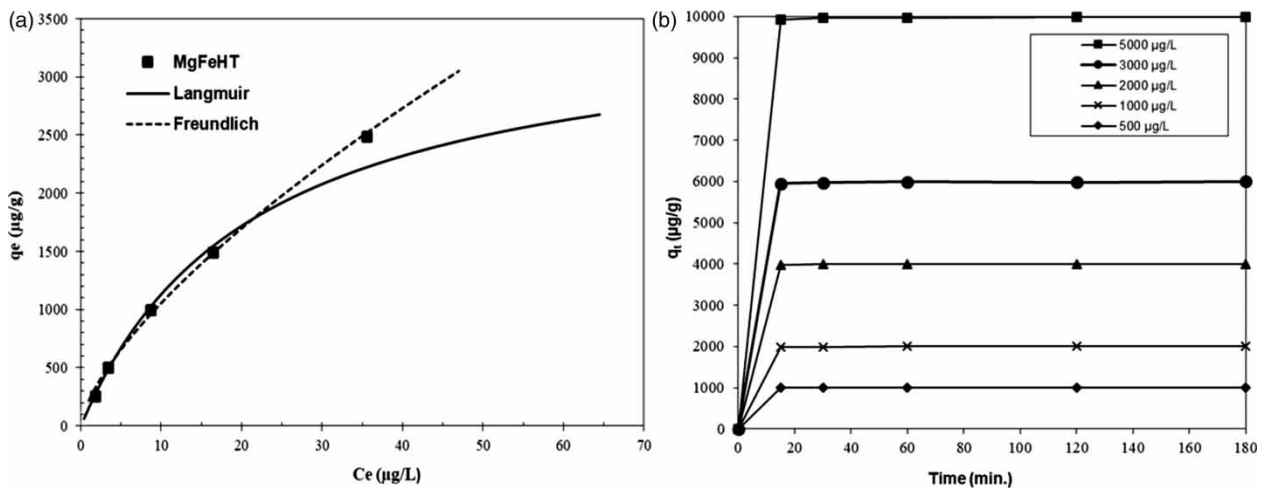 (a)
3500
3000
2500
2000
1500
1000
500
0
qe (µg/g)
MgFeHT
Langmuir
Freundlich
0 10 20 30 40 50 60 70
Ce (µg/L)
(b)
10000
9000
8000
7000
6000
5000
4000
3000
2000
1000
0
qt (µg/g)
5000 µg/L
3000 µg/L
2000 µg/L
1000 µg/L
500 µg/L
0 20 40 60 80 100 120 140 160 180
Time (min.)